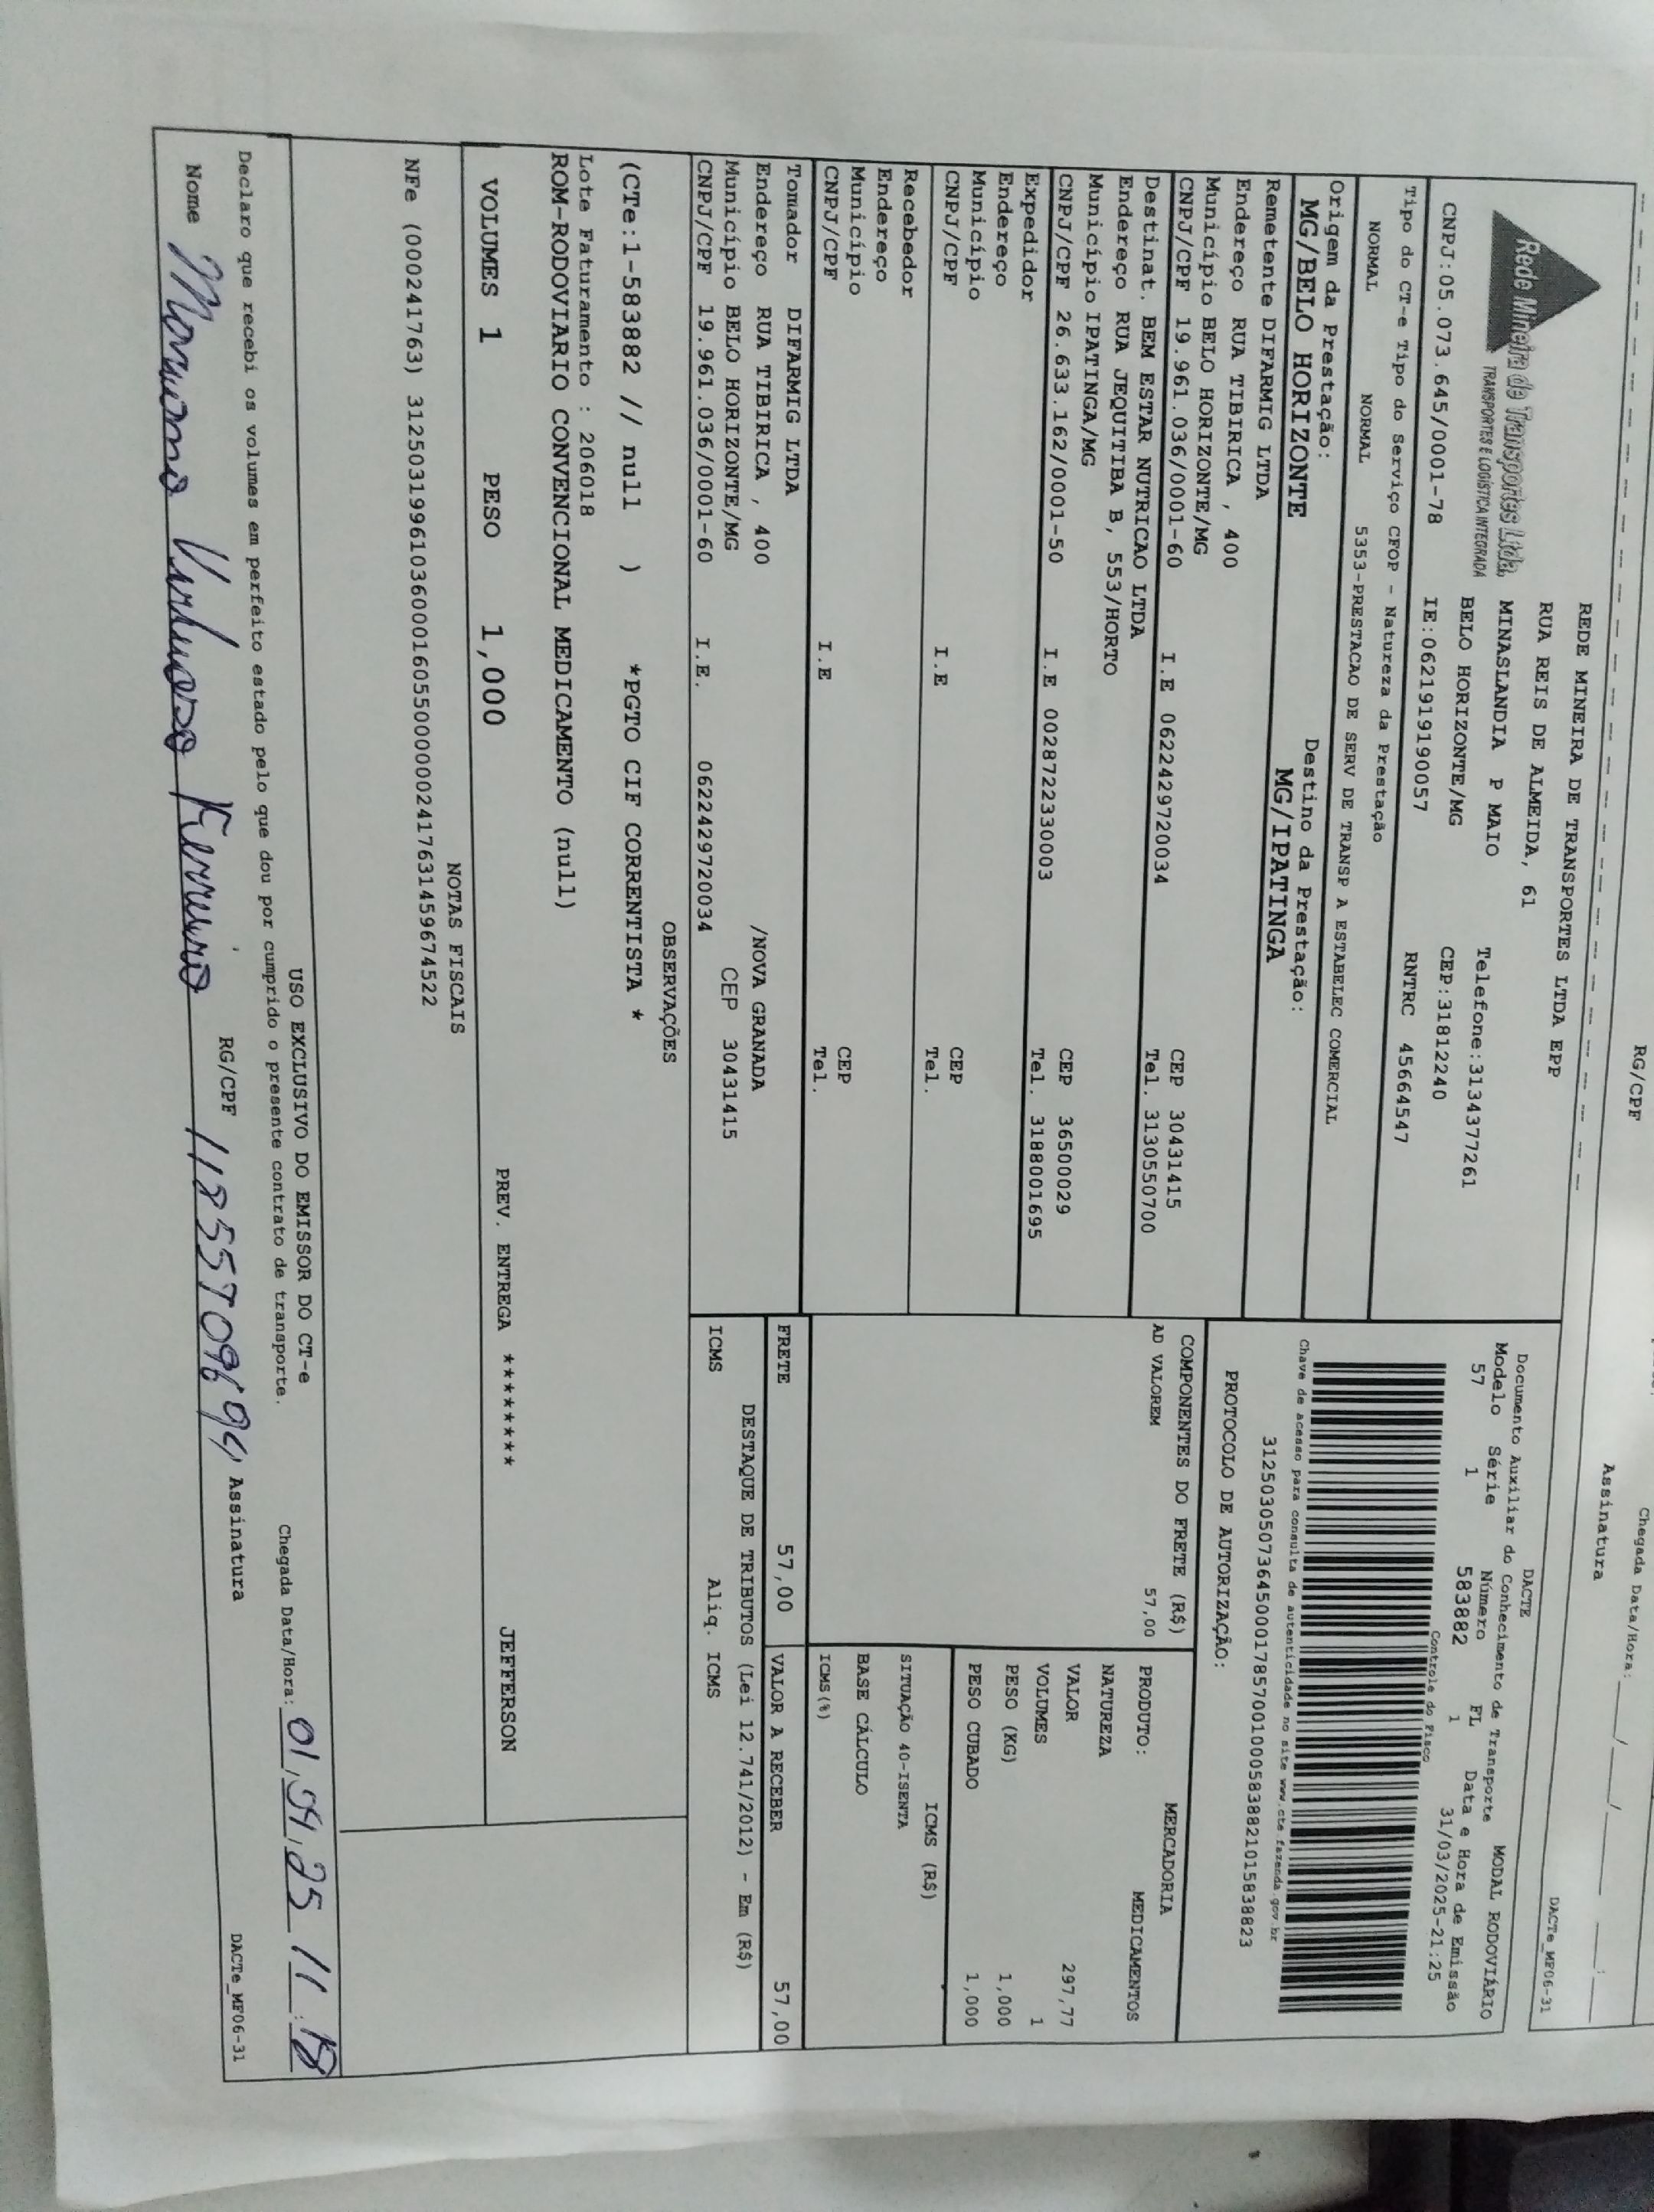 RG/CPF
Chegada Data/Hora: ____/____/____ ____:____
Assinatura
DACTe_MF06-31
Rede Mineira de Transportes Ltda.
TRANSPORTES E LOGÍSTICA INTEGRADA
REDE MINEIRA DE TRANSPORTES LTDA EPP
RUA REIS DE ALMEIDA, 61
MINASLANDIA P MAIO
Telefone:3134377261
BELO HORIZONTE/MG
CEP:31812240
CNPJ:05.073.645/0001-78 IE:0621919190057
RNTRC 45664547
DACTE
Documento Auxiliar do Conhecimento de Transporte MODAL RODOVIÁRIO
Modelo Série Número FL Data e Hora de Emissão
57 1 583882 1 31/03/2025-21:25
Controle do Fisco
Chave de acesso para consulta de autenticidade no site www.cte.fazenda.gov.br
31250305073645000178570010005838821015838823
PROTOCOLO DE AUTORIZAÇÃO:
Tipo do CT-e Tipo do Serviço CFOP - Natureza da Prestação
NORMAL NORMAL 5353-PRESTACAO DE SERV DE TRANSP A ESTABELEC COMERCIAL
Origem da Prestação: Destino da Prestação:
MG/BELO HORIZONTE MG/IPATINGA
Remetente DIFARMIG LTDA
Endereço RUA TIBIRICA , 400
Município BELO HORIZONTE/MG CEP 30431415
CNPJ/CPF 19.961.036/0001-60 I.E 0622429720034 Tel. 3130550700
Destinat. BEM ESTAR NUTRICAO LTDA
Endereço RUA JEQUITIBA B, 553/HORTO
Município IPATINGA/MG CEP 36500029
CNPJ/CPF 26.633.162/0001-50 I.E 0028722330003 Tel. 3188001695
Expedidor
Endereço
Município CEP
CNPJ/CPF I.E Tel.
Recebedor
Endereço
Município CEP
CNPJ/CPF I.E Tel.
Tomador DIFARMIG LTDA
Endereço RUA TIBIRICA , 400 /NOVA GRANADA
Município BELO HORIZONTE/MG CEP 30431415
CNPJ/CPF 19.961.036/0001-60 I.E. 0622429720034
COMPONENTES DO FRETE (R$)
AD VALOREM 57,00
MERCADORIA
PRODUTO: MEDICAMENTOS
NATUREZA
VALOR 297,77
VOLUMES 1
PESO (KG) 1,000
PESO CUBADO 1,000
ICMS (R$)
SITUAÇÃO 40-ISENTA
BASE CÁLCULO
ICMS(%)
FRETE 57,00 VALOR A RECEBER 57,00
DESTAQUE DE TRIBUTOS (Lei 12.741/2012) - Em (R$)
ICMS Aliq. ICMS
OBSERVAÇÕES
(CTe:1-583882 // null ) *PGTO CIF CORRENTISTA *
Lote Faturamento : 206018
ROM-RODOVIARIO CONVENCIONAL MEDICAMENTO (null)
VOLUMES 1 PESO 1,000 PREV. ENTREGA ******** JEFFERSON
NOTAS FISCAIS
NFe (000241763) 31250319961036000160550000002417631459674522
USO EXCLUSIVO DO EMISSOR DO CT-e
Declaro que recebi os volumes em perfeito estado pelo que dou por cumprido o presente contrato de transporte.
Chegada Data/Hora: 01/04/25 11:18
Nome RG/CPF 11855709694 Assinatura
DACTe_MF06-31